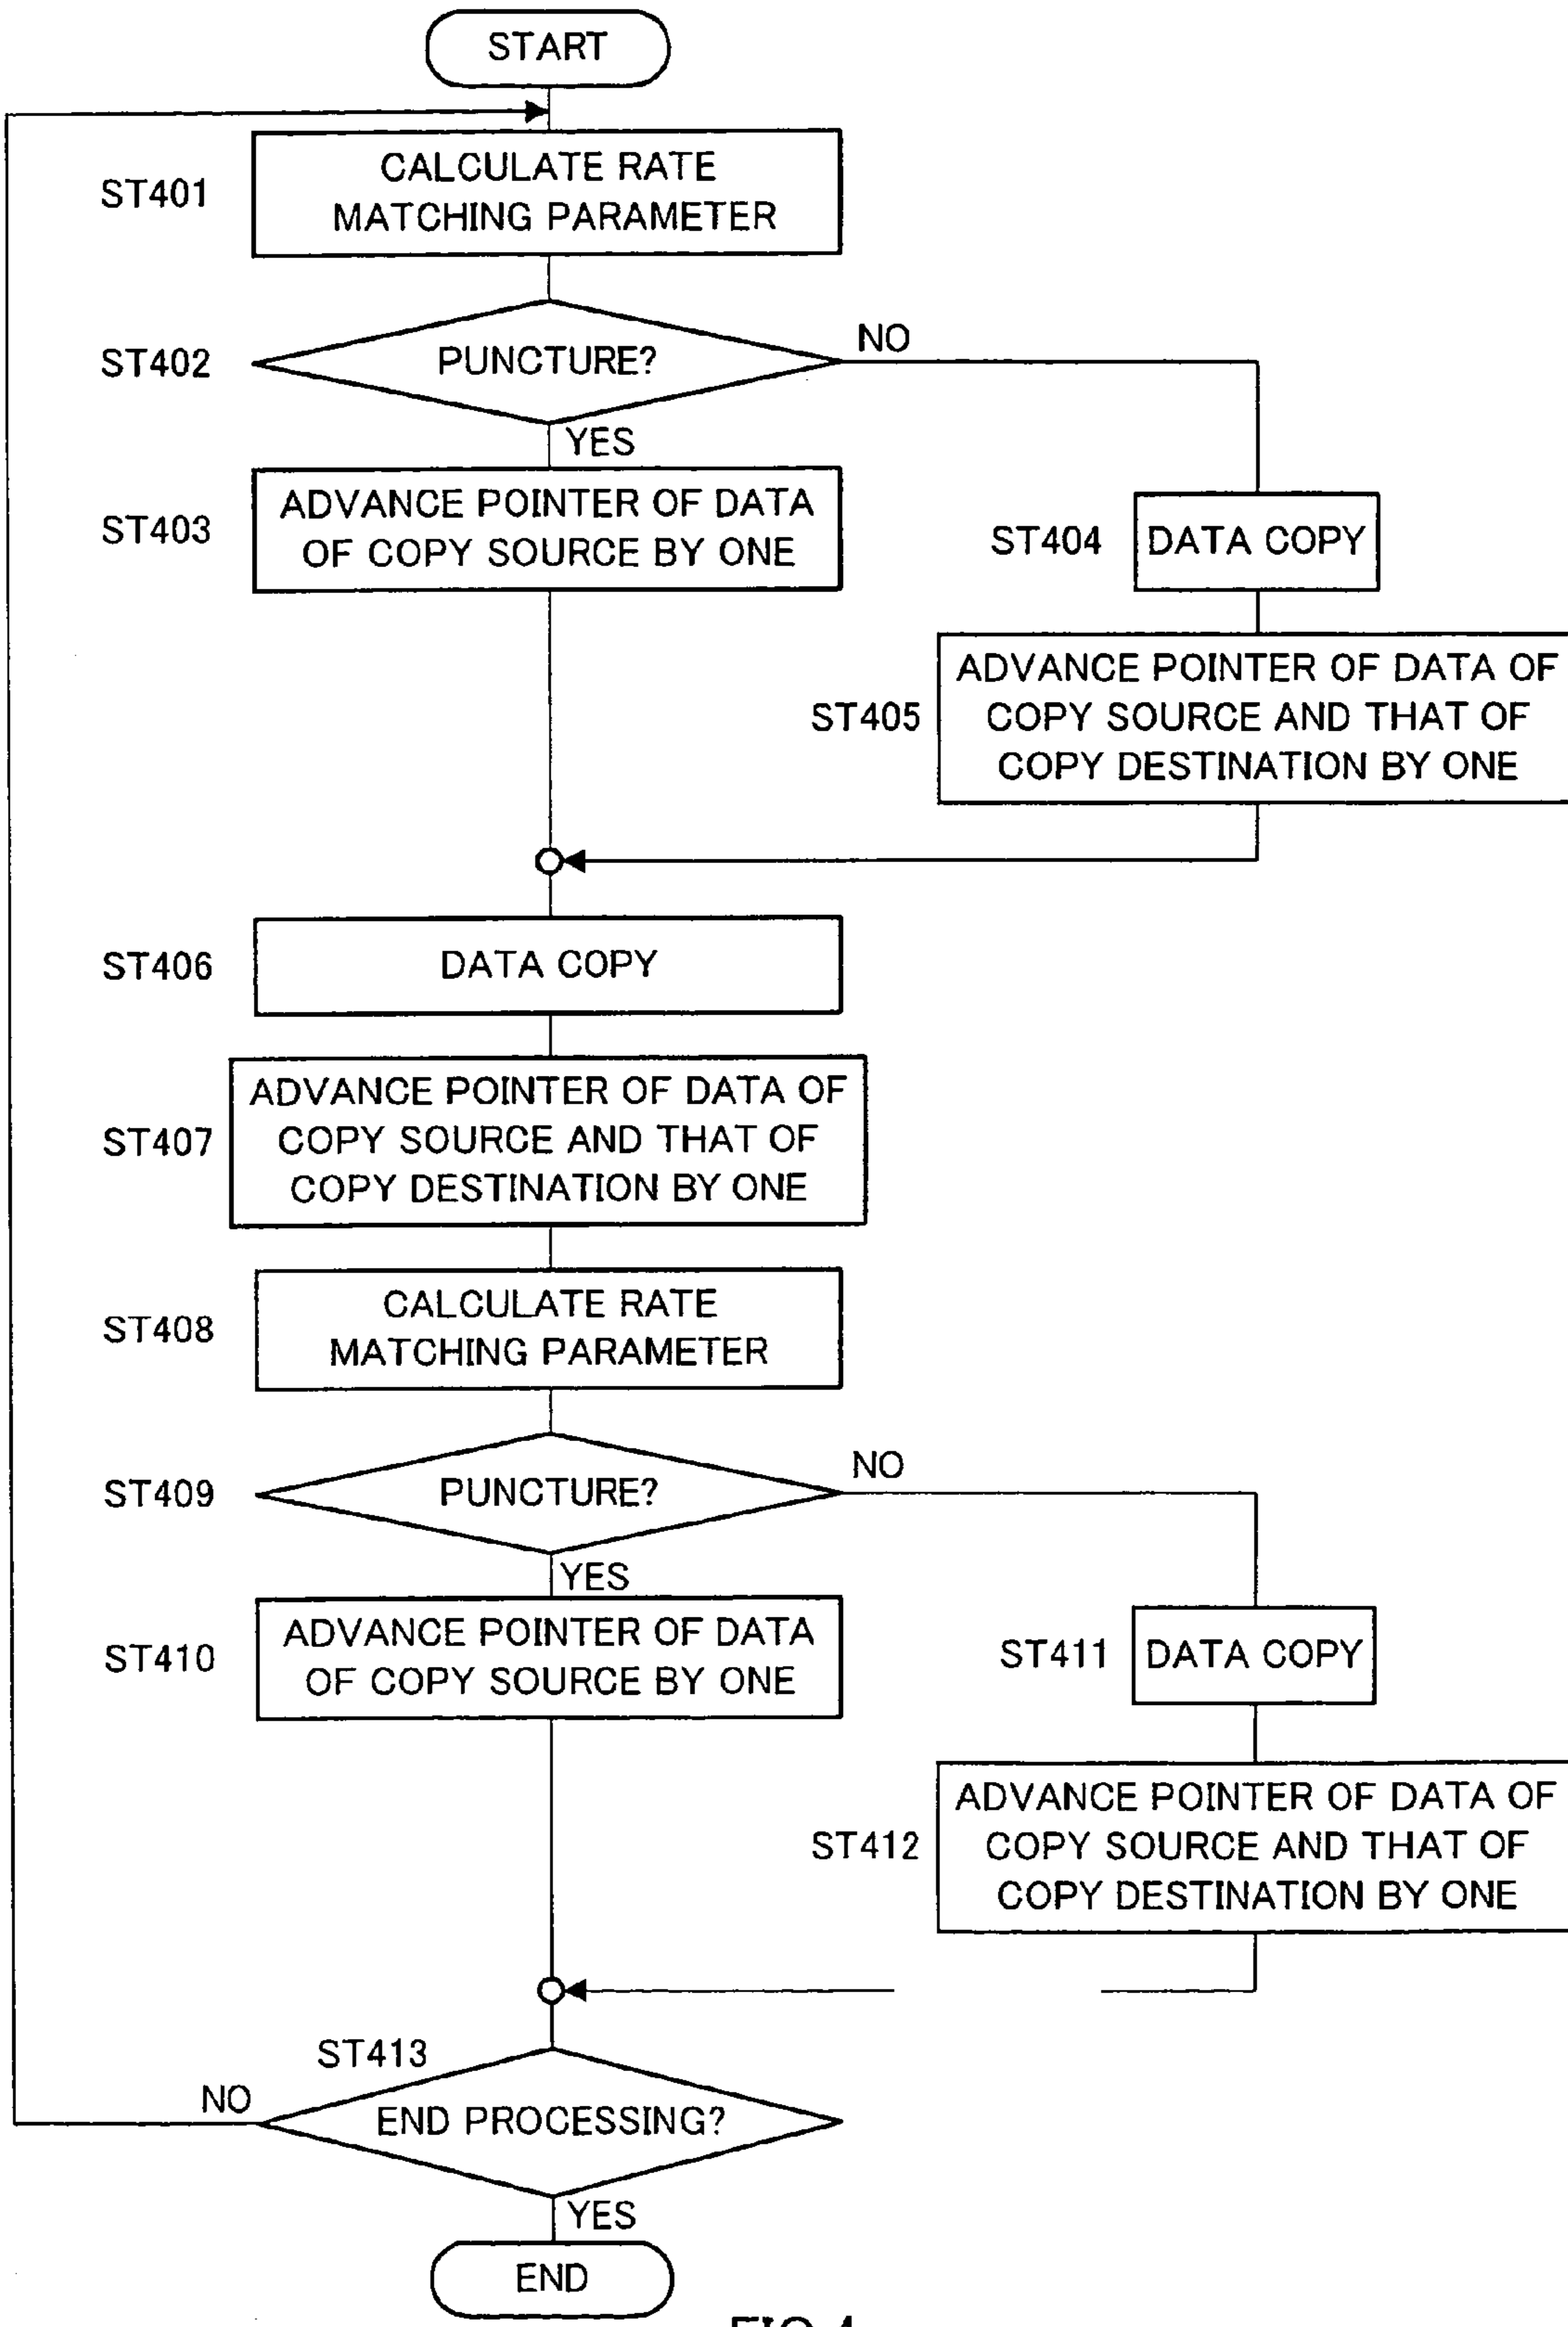 START
ST401
CALCULATE RATE
MATCHING PARAMETER
ST402
PUNCTURE?
NO
YES
ST403
ADVANCE POINTER OF DATA
OF COPY SOURCE BY ONE
ST404
DATA COPY
ST405
ADVANCE POINTER OF DATA OF
COPY SOURCE AND THAT OF
COPY DESTINATION BY ONE
ST406
DATA COPY
ST407
ADVANCE POINTER OF DATA OF
COPY SOURCE AND THAT OF
COPY DESTINATION BY ONE
ST408
CALCULATE RATE
MATCHING PARAMETER
ST409
PUNCTURE?
NO
YES
ST410
ADVANCE POINTER OF DATA
OF COPY SOURCE BY ONE
ST411
DATA COPY
ST412
ADVANCE POINTER OF DATA OF
COPY SOURCE AND THAT OF
COPY DESTINATION BY ONE
ST413
NO
END PROCESSING?
YES
END